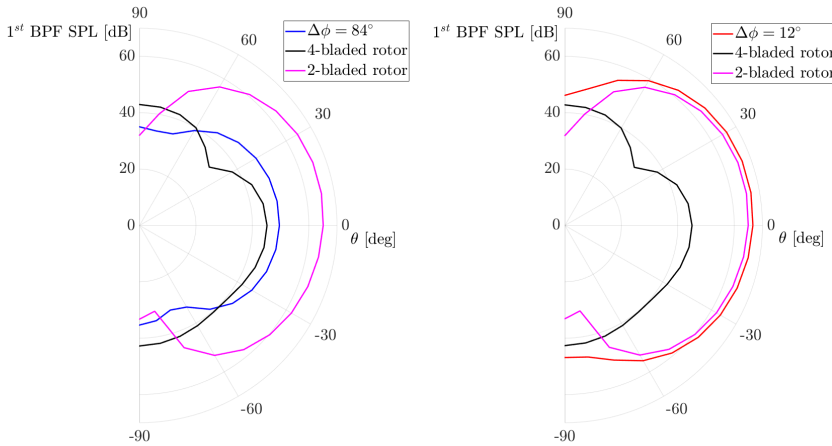 90
1st BPF SPL [dB]
60
40
20
0
60
30
0
θ [deg]
-30
-60
-90
Δϕ = 84°
4-bladed rotor
2-bladed rotor
90
1st BPF SPL [dB]
60
40
20
0
60
30
0
θ [deg]
-30
-60
-90
Δϕ = 12°
4-bladed rotor
2-bladed rotor